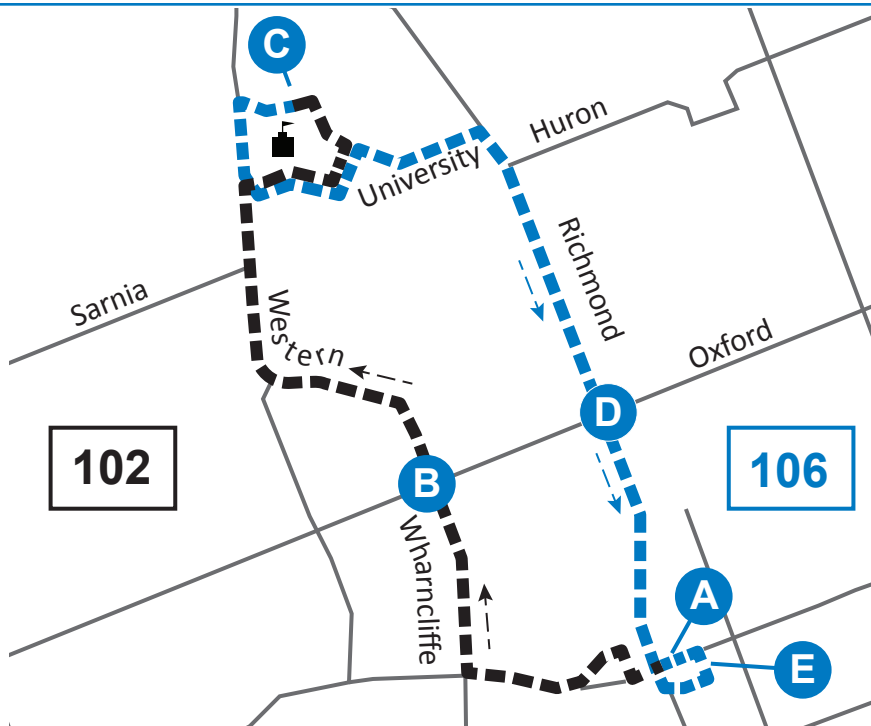 C
Huron
University
Richmond
Sarnia
Western
Oxford
D
102
B
106
Wharncliffe
A
E